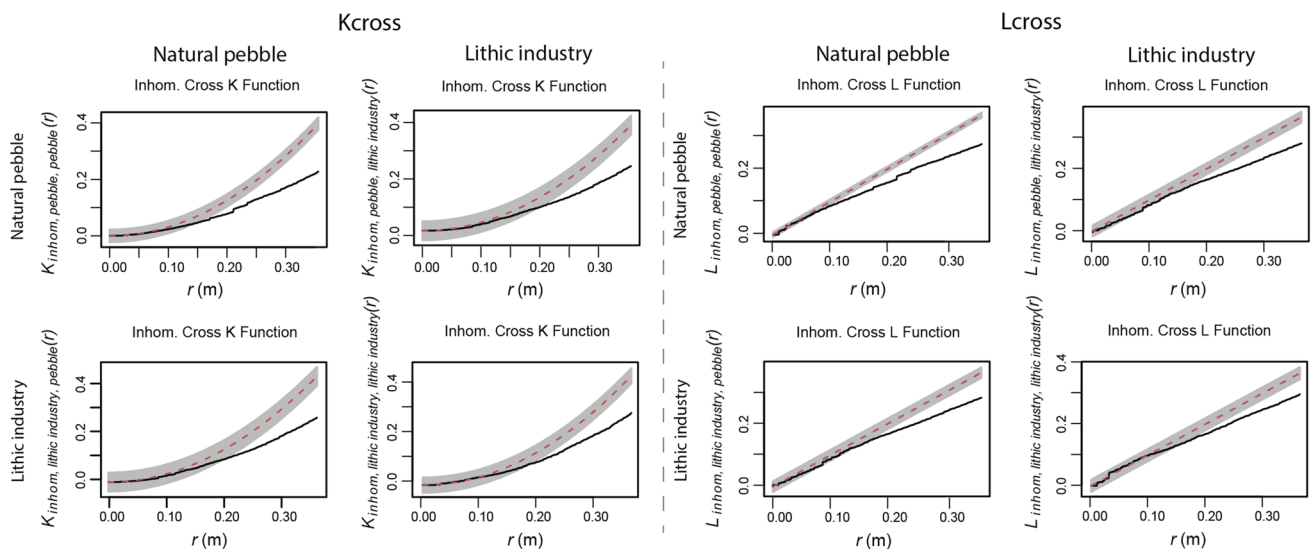 Kcross
Lcross
Natural pebble
Lithic industry
Natural pebble
Lithic industry
Inhom. Cross K Function
Inhom. Cross K Function
Inhom. Cross L Function
Inhom. Cross L Function
Natural pebble
K inhom, pebble, pebble(r)
0.4
0.2
0.0
0.00 0.10 0.20 0.30
r (m)
K inhom, pebble, lithic industry(r)
0.4
0.2
0.0
0.00 0.10 0.20 0.30
r (m)
Natural pebble
L inhom, pebble, pebble(r)
0.2
0.0
0.00 0.10 0.20 0.30
r (m)
L inhom, pebble, lithic industry(r)
0.2
0.0
0.00 0.10 0.20 0.30
r (m)
Inhom. Cross K Function
Inhom. Cross K Function
Inhom. Cross L Function
Inhom. Cross L Function
Lithic industry
K inhom, lithic industry, pebble(r)
0.4
0.2
0.0
0.00 0.10 0.20 0.30
r (m)
K inhom, lithic industry, lithic industry(r)
0.4
0.2
0.0
0.00 0.10 0.20 0.30
r (m)
Lithic industry
L inhom, lithic industry, pebble(r)
0.2
0.0
0.00 0.10 0.20 0.30
r (m)
L inhom, lithic industry, lithic industry(r)
0.4
0.2
0.0
0.00 0.10 0.20 0.30
r (m)